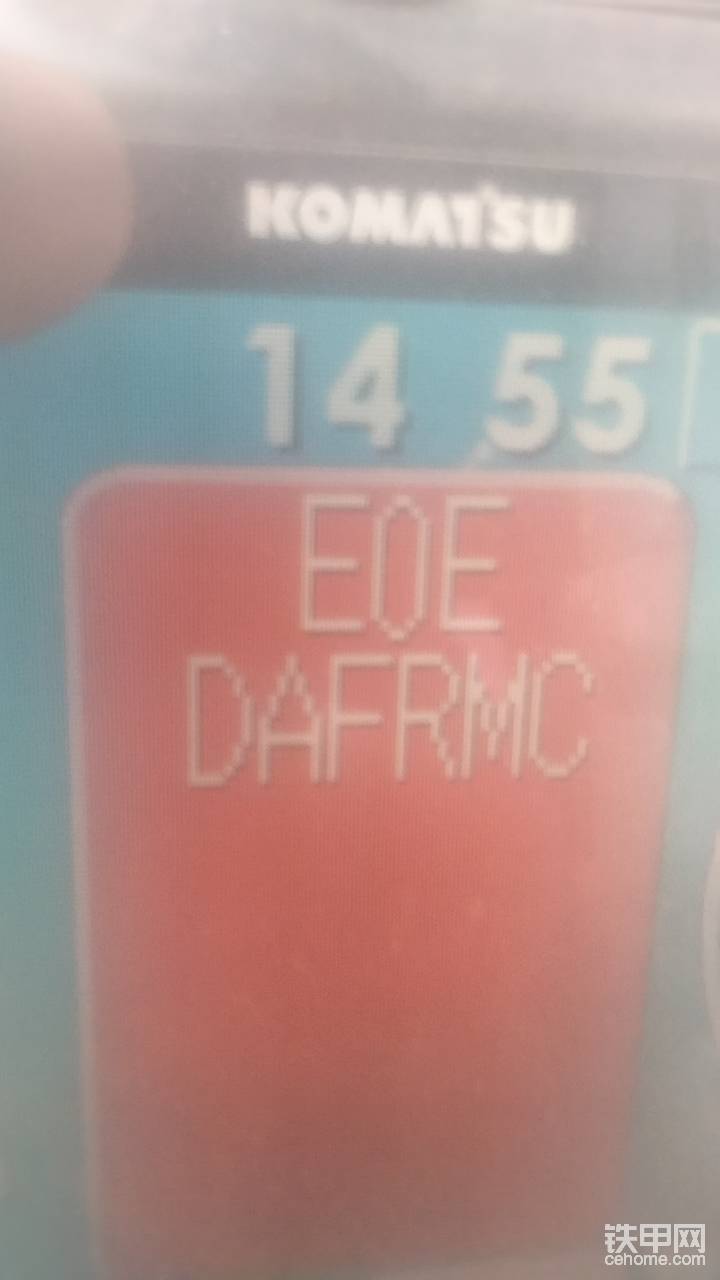 KOMATSU
14 55
E0E
DAFRMC
铁甲网
cehome.com